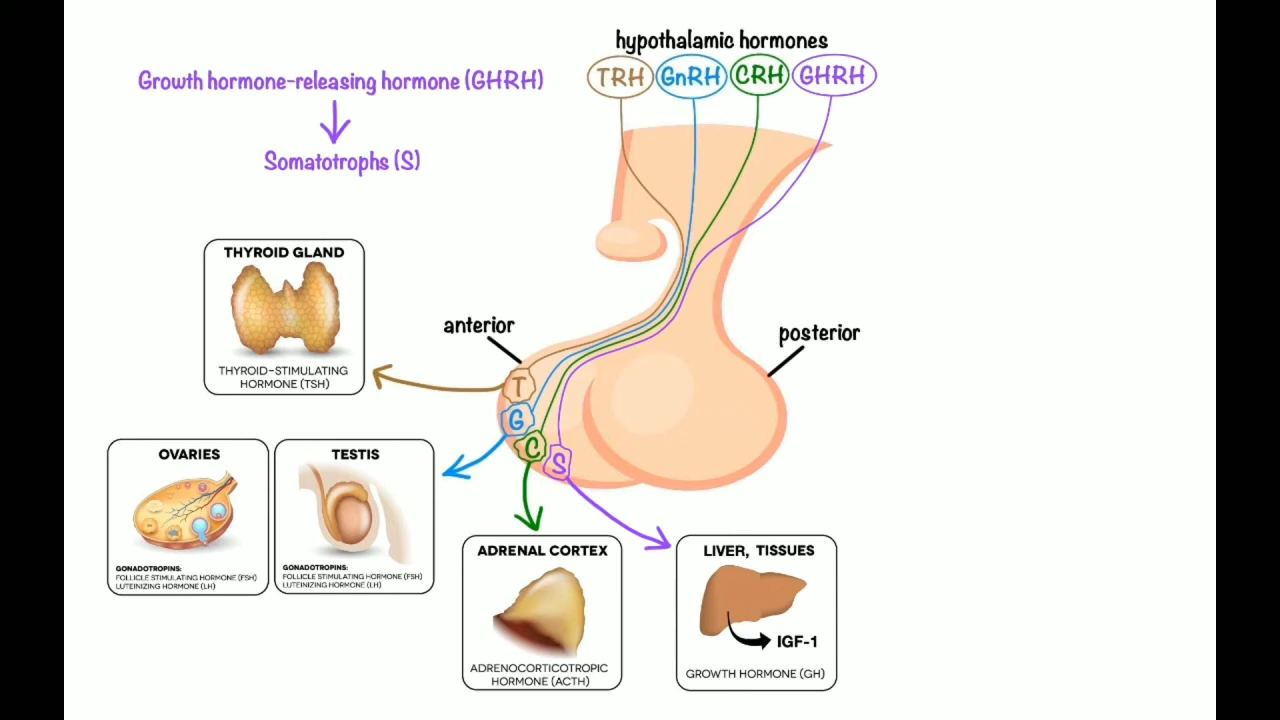 hypothalamic hormones
TRH GnRH CRH GHRH
Growth hormone-releasing hormone (GHRH)
Somatotrophs (S)
anterior
posterior
T
G
C
S
THYROID GLAND
THYROID-STIMULATING
HORMONE (TSH)
OVARIES
GONADOTROPINS:
FOLLICLE STIMULATING HORMONE (FSH)
LUTEINIZING HORMONE (LH)
TESTIS
GONADOTROPINS:
FOLLICLE STIMULATING HORMONE (FSH)
LUTEINIZING HORMONE (LH)
ADRENAL CORTEX
ADRENOCORTICOTROPIC
HORMONE (ACTH)
LIVER, TISSUES
IGF-1
GROWTH HORMONE (GH)